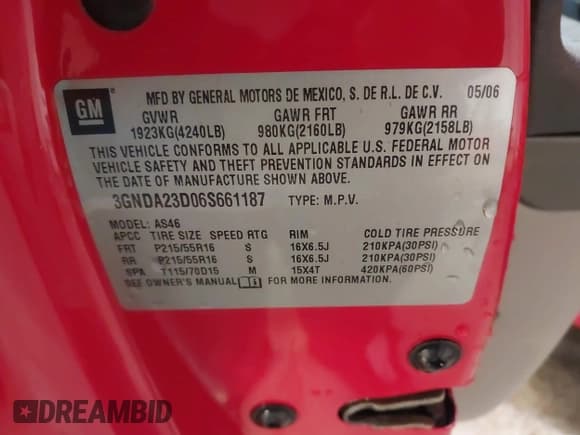 GM
MFD BY GENERAL MOTORS DE MEXICO, S. DE R.L. DE C.V. 05/06
GVWR GAWR FRT GAWR RR
1923KG(4240LB) 980KG(2160LB) 979KG(2158LB)
THIS VEHICLE CONFORMS TO ALL APPLICABLE U.S. FEDERAL MOTOR
VEHICLE SAFETY AND THEFT PREVENTION STANDARDS IN EFFECT ON
THE DATE OF MANUFACTURE SHOWN ABOVE.
3GNDA23D06S661187 TYPE: M.P.V.
MODEL: AS46
APCC TIRE SIZE SPEED RTG RIM COLD TIRE PRESSURE
FRT P215/55R16 S 16X6.5J 210KPA(30PSI)
RR P215/55R16 S 16X6.5J 210KPA(30PSI)
SPA T115/70D15 M 15X4T 420KPA(60PSI)
SEE OWNER'S MANUAL FOR MORE INFORMATION.
DREAMBID